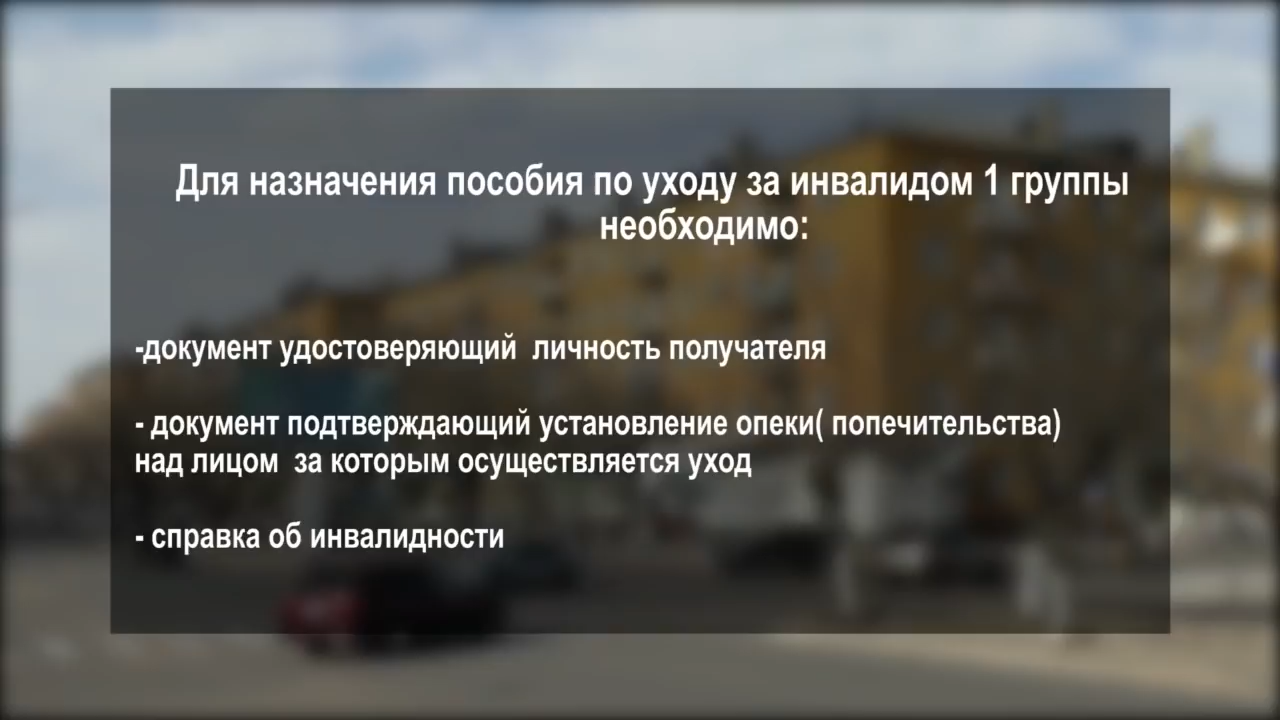 Для назначения пособия по уходу за инвалидом 1 группы
необходимо:
-документ удостоверяющий  личность получателя
- документ подтверждающий установление опеки( попечительства)
над лицом  за которым осуществляется уход
- справка об инвалидности